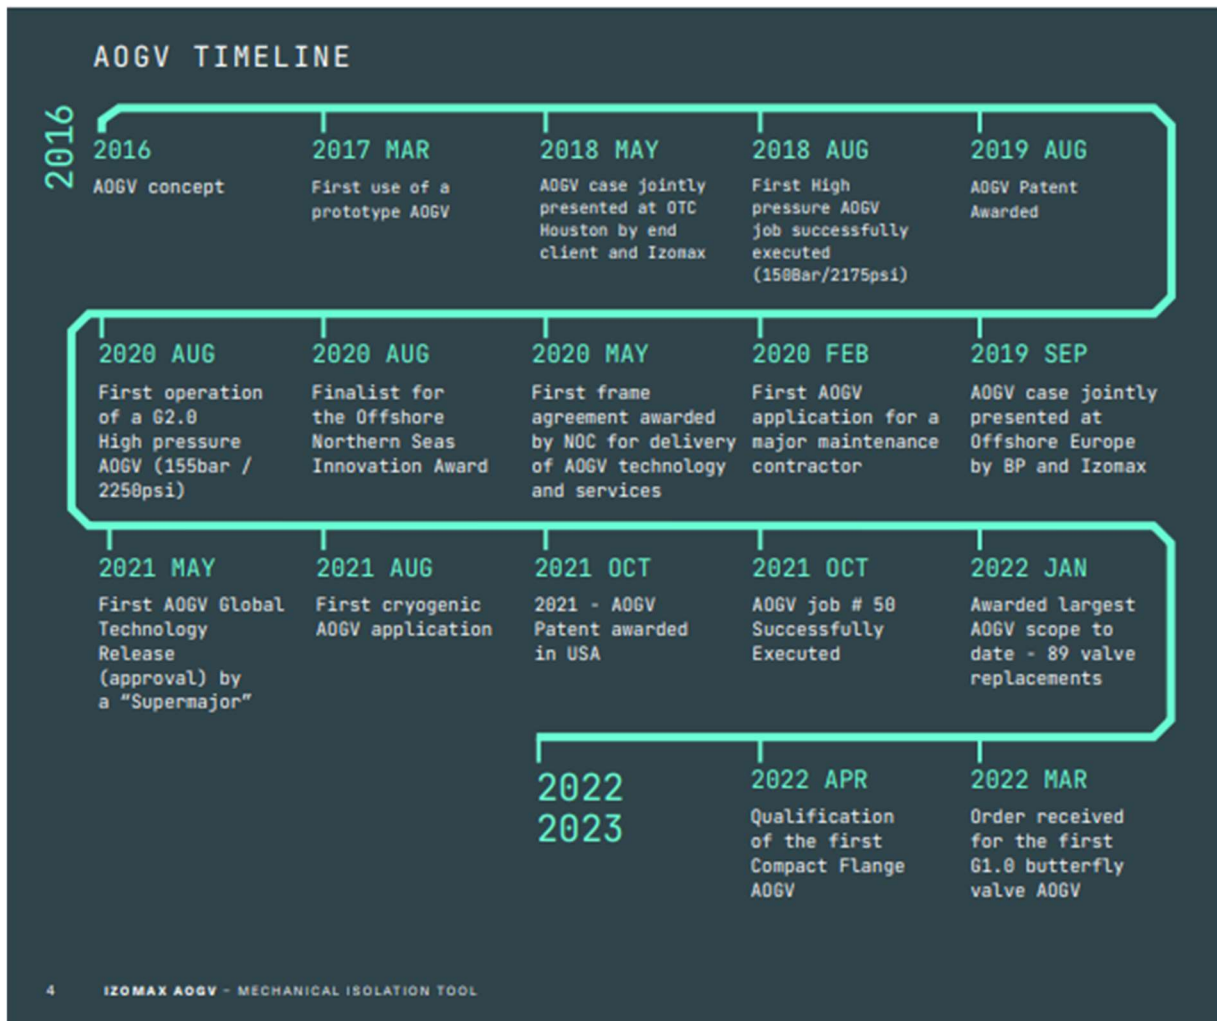 AOGV TIMELINE
2016
2016
AOGV concept
2017 MAR
First use of a
prototype AOGV
2018 MAY
AOGV case jointly
presented at OTC
Houston by end
client and Izomax
2018 AUG
First High
pressure AOGV
job successfully
executed
(150Bar/2175psi)
2019 AUG
AOGV Patent
Awarded
2020 AUG
First operation
of a G2.0
High pressure
AOGV (155bar /
2250psi)
2020 AUG
Finalist for
the Offshore
Northern Seas
Innovation Award
2020 MAY
First frame
agreement awarded
by NOC for delivery
of AOGV technology
and services
2020 FEB
First AOGV
application for a
major maintenance
contractor
2019 SEP
AOGV case jointly
presented at
Offshore Europe
by BP and Izomax
2021 MAY
First AOGV Global
Technology
Release
(approval) by
a “Supermajor”
2021 AUG
First cryogenic
AOGV application
2021 OCT
2021 - AOGV
Patent awarded
in USA
2021 OCT
AOGV job # 50
Successfully
Executed
2022 JAN
Awarded largest
AOGV scope to
date - 89 valve
replacements
2022
2023
2022 APR
Qualification
of the first
Compact Flange
AOGV
2022 MAR
Order received
for the first
G1.0 butterfly
valve AOGV
4 IZOMAX AOGV – MECHANICAL ISOLATION TOOL